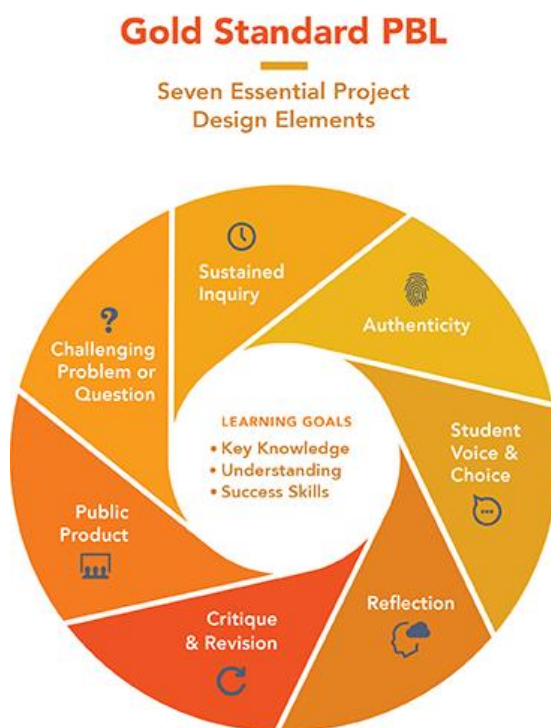 Gold Standard PBL
Seven Essential Project
Design Elements
Sustained
Inquiry
Authenticity
?
Challenging
Problem or
Question
LEARNING GOALS
• Key Knowledge
• Understanding
• Success Skills
Student
Voice &
Choice
Public
Product
Reflection
Critique
& Revision